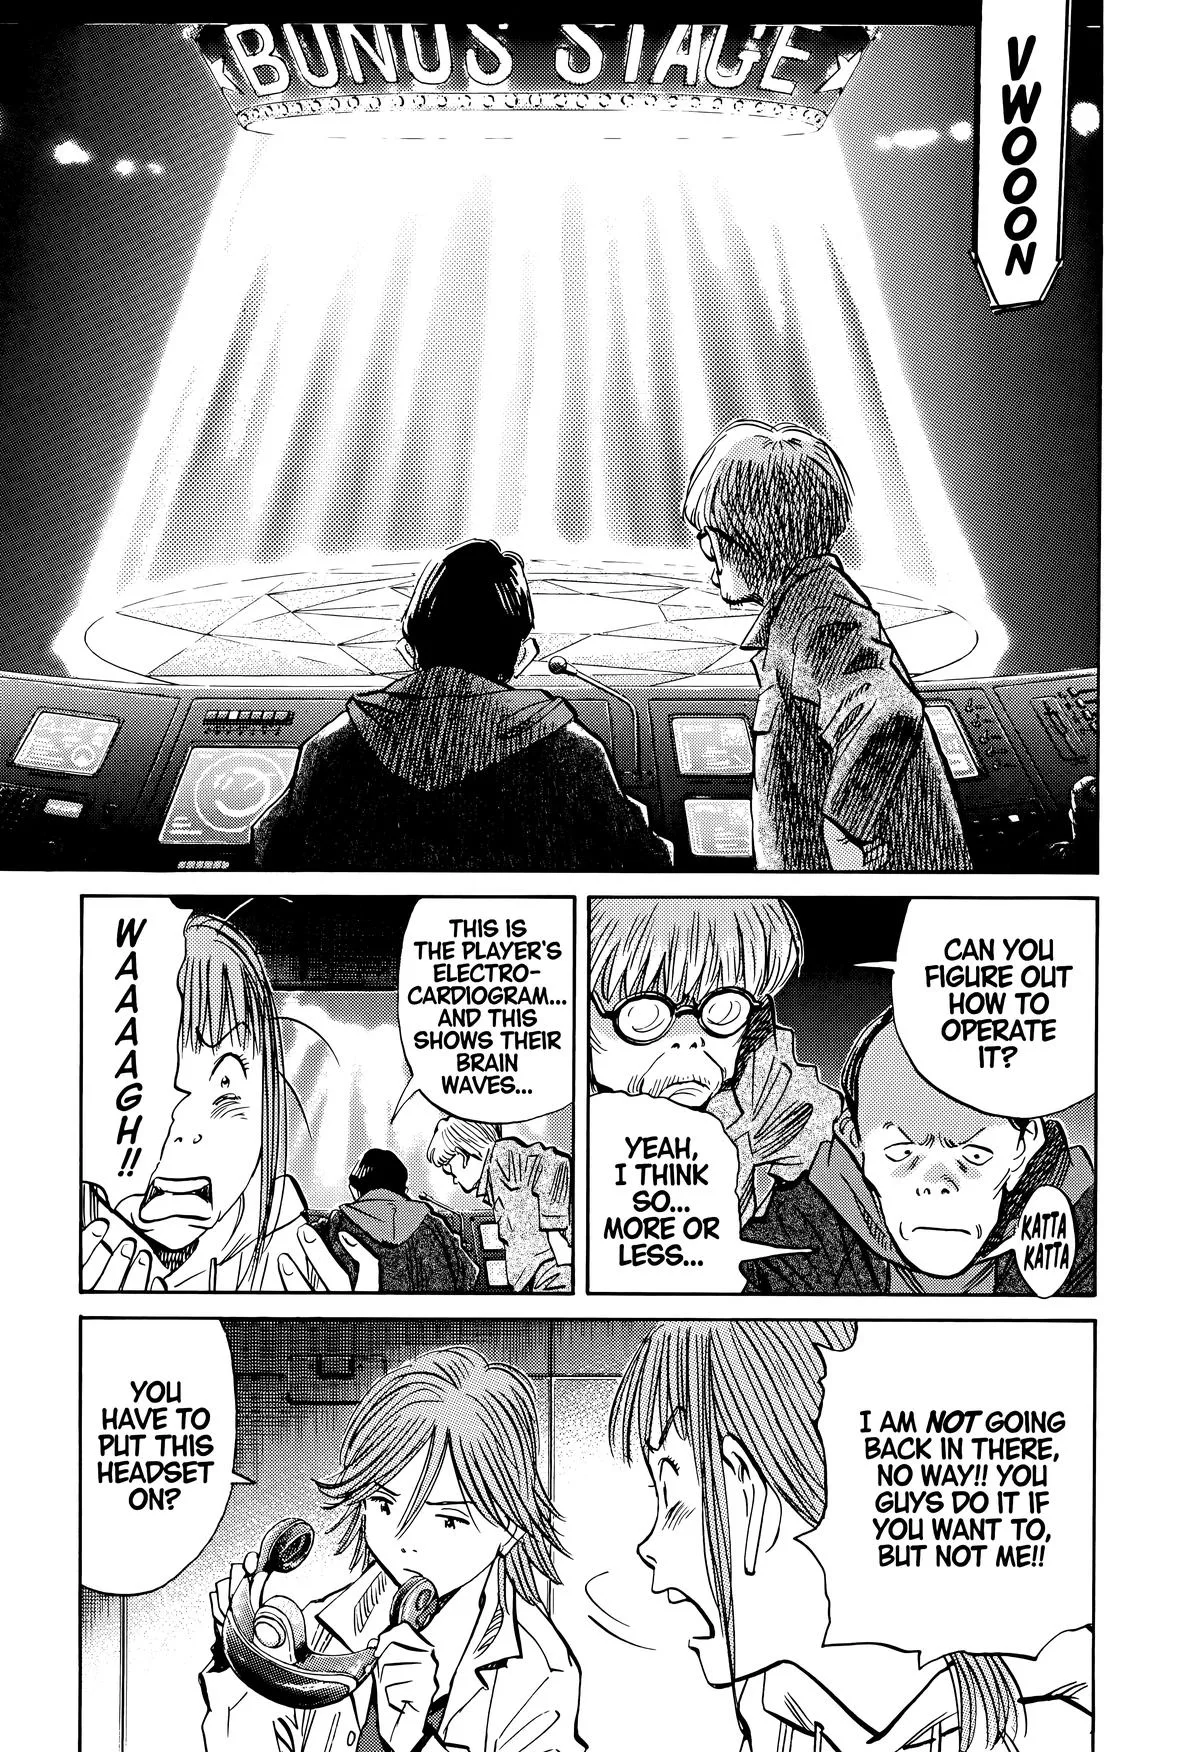 BONUS STAGE
VWOOON
CAN YOU
FIGURE OUT
HOW TO
OPERATE
IT?
YEAH,
I THINK
SO...
MORE OR
LESS...
KATTA
KATTA
THIS IS
THE PLAYER'S
ELECTRO-
CARDIOGRAM...
AND THIS
SHOWS THEIR
BRAIN
WAVES...
WAAAAGH!!
I AM NOT GOING
BACK IN THERE,
NO WAY!! YOU
GUYS DO IT IF
YOU WANT TO,
BUT NOT ME!!
YOU
HAVE TO
PUT THIS
HEADSET
ON?